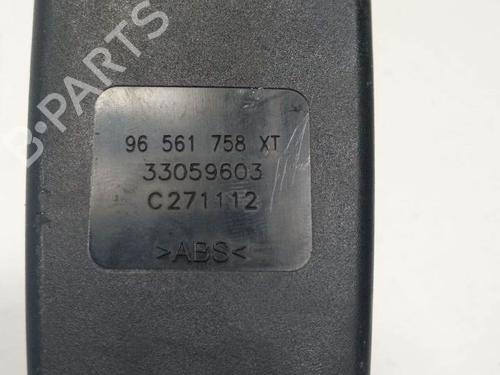 B-PARTS
96 561 758 XT
33059603
C271112
>ABS<